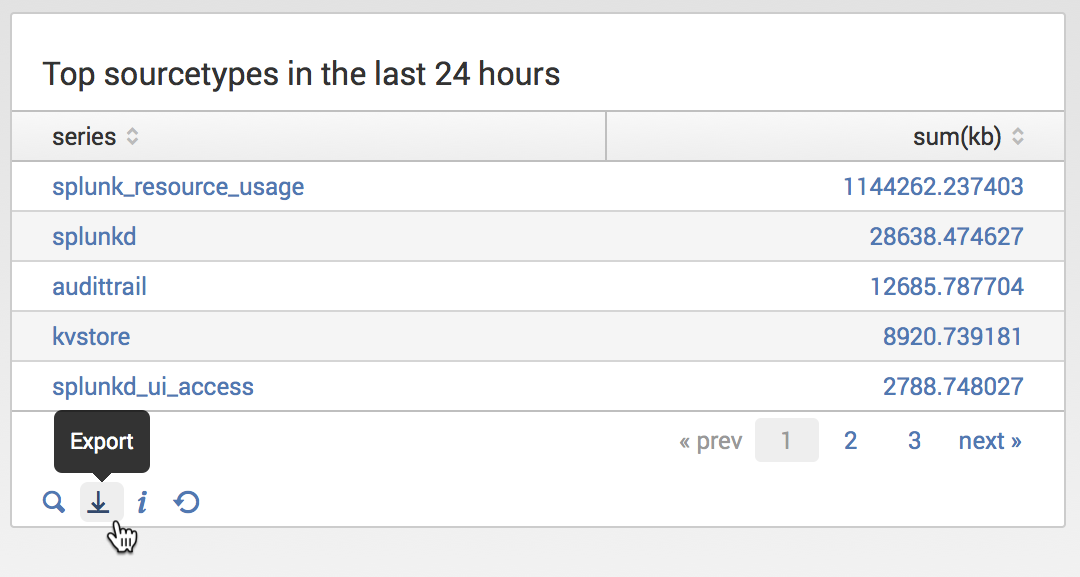 Top sourcetypes in the last 24 hours
series sum(kb)
splunk_resource_usage 1144262.237403
splunkd 28638.474627
audittrail 12685.787704
kvstore 8920.739181
splunkd_ui_access 2788.748027
Export
« prev 1 2 3 next »